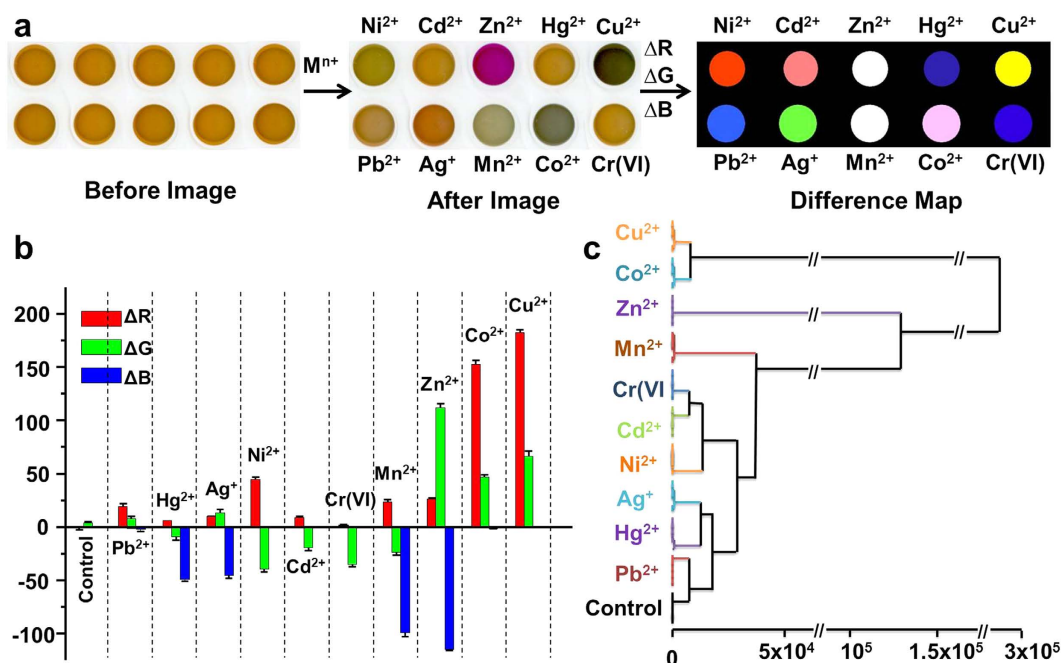 a
Ni²⁺ Cd²⁺ Zn²⁺ Hg²⁺ Cu²⁺
Mⁿ⁺
ΔR
ΔG
ΔB
Pb²⁺ Ag⁺ Mn²⁺ Co²⁺ Cr(VI)
Ni²⁺ Cd²⁺ Zn²⁺ Hg²⁺ Cu²⁺
Pb²⁺ Ag⁺ Mn²⁺ Co²⁺ Cr(VI)
Before Image
After Image
Difference Map
b
ΔR
ΔG
ΔB
200
150
100
50
0
-50
-100
Control
Pb²⁺
Hg²⁺
Ag⁺
Ni²⁺
Cd²⁺
Cr(VI)
Mn²⁺
Zn²⁺
Co²⁺
Cu²⁺
c
Cu²⁺
Co²⁺
Zn²⁺
Mn²⁺
Cr(VI
Cd²⁺
Ni²⁺
Ag⁺
Hg²⁺
Pb²⁺
Control
0 5x10⁴ 10⁵ 1.5x10⁵ 3x10⁵